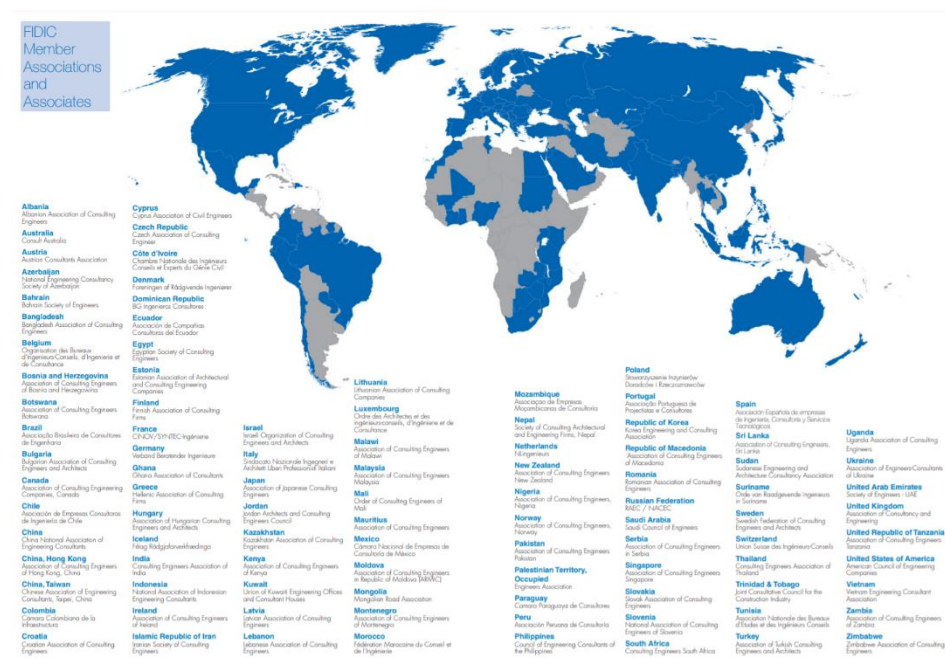 FIDIC
Member
Associations
and
Associates
Albania
Albanian Association of Consulting
Engineers
Australia
Consult Australia
Austria
Austrian Consultants Association
Azerbaijan
National Engineering Consultancy
Society of Azerbaijan
Bahrain
Bahrain Society of Engineers
Bangladesh
Bangladesh Association of Consulting
Engineers
Belgium
Organisation des Bureaux
d'Ingénieurs-Conseils, d'Ingénierie et
de Consultance
Bosnia and Herzegovina
Association of Consulting Engineers
of Bosnia and Herzegovina
Botswana
Association of Consulting Engineers
Botswana
Brazil
Associação Brasileira de Consultores
de Engenharia
Bulgaria
Bulgarian Association of Consulting
Engineers and Architects
Canada
Association of Consulting Engineering
Companies, Canada
Chile
Asociación de Empresas Consultoras
de Ingeniería de Chile
China
China National Association of
Engineering Consultants
China, Hong Kong
Association of Consulting Engineers
of Hong Kong, China
China, Taiwan
Chinese Association of Engineering
Consultants, Taipei, China
Colombia
Cámara Colombiana de la
Infraestructura
Croatia
Croatian Association of Consulting
Engineers
Cyprus
Cyprus Association of Civil Engineers
Czech Republic
Czech Association of Consulting
Engineer
Côte d'Ivoire
Chambre Nationale des Ingénieurs
Conseils et Experts du Génie Civil
Denmark
Foreningen af Rådgivende Ingeniører
Dominican Republic
BG Ingenieros Consultores
Ecuador
Asociación de Compañías
Consultoras del Ecuador
Egypt
Egyptian Society of Consulting
Engineers
Estonia
Estonian Association of Architectural
and Consulting Engineering
Companies
Finland
Finnish Association of Consulting
Firms
France
CINOV/SYNTEC-Ingénierie
Germany
Verband Beratender Ingenieure
Ghana
Ghana Association of Consultants
Greece
Hellenic Association of Consulting
Firms
Hungary
Association of Hungarian Consulting
Engineers and Architects
Iceland
Félag Ráðgjafarverkfræðinga
India
Consulting Engineers Association of
India
Indonesia
National Association of Indonesian
Engineering Consultants
Ireland
Association of Consulting Engineers
of Ireland
Islamic Republic of Iran
Iranian Society of Consulting
Engineers
Israel
Israel Organization of Consulting
Engineers and Architects
Italy
Sindacato Nazionale Ingegneri e
Architetti Liberi Professionisti Italiani
Japan
Association of Japanese Consulting
Engineers
Jordan
Jordan Architects and Consulting
Engineers Council
Kazakhstan
Kazakhstan Association of Consulting
Engineers
Kenya
Association of Consulting Engineers
of Kenya
Kuwait
Union of Kuwaiti Engineering Offices
and Consultant Houses
Latvia
Latvian Association of Consulting
Engineers
Lebanon
Lebanese Association of Consulting
Engineers
Lithuania
Lithuanian Association of Consulting
Companies
Luxembourg
Ordre des Architectes et des
Ingénieurs-conseils, d'Ingénierie et de
Consultance
Malawi
Association of Consulting Engineers
of Malawi
Malaysia
Association of Consulting Engineers
Malaysia
Mali
Order of Consulting Engineers of
Mali
Mauritius
Association of Consulting Engineers
Mexico
Cámara Nacional de Empresas de
Consultoría de México
Moldova
Association of Consulting Engineers
in Republic of Moldova
Mongolia
Mongolian Road Association
Montenegro
Association of Consulting Engineers
of Montenegro
Morocco
Fédération Marocaine du Conseil et
de l'Ingénierie
Mozambique
Associaçao de Empresas
Moçambicanas de Consultoria
Nepal
Society of Consulting Architectural
and Engineering Firms, Nepal
Netherlands
NLingenieurs
New Zealand
Association of Consulting Engineers
New Zealand
Nigeria
Association of Consulting Engineers,
Nigeria
Norway
Association of Consulting Engineers,
Norway
Pakistan
Association of Consulting Engineers
Pakistan
Palestinian Territory,
Occupied
Engineers Association
Paraguay
Camara Paraguaya de Consultores
Peru
Asociación Peruana de Consultoría
Philippines
Council of Engineering Consultants of
the Philippines
Poland
Stowarzyszenie Inzynierów
Doradców i Rzeczoznawców
Portugal
Associação Portuguesa de
Projectistas e Consultores
Republic of Korea
Korea Engineering and Consulting
Association
Republic of Macedonia
Association of Consulting Engineers
of Macedonia
Romania
Romanian Association of Consulting
Engineers
Russian Federation
RAEC / NACEC
Saudi Arabia
Saudi Council of Engineers
Serbia
Association of Consulting Engineers
in Serbia
Singapore
Association of Consulting Engineers
Singapore
Slovakia
Slovak Association of Consulting
Engineers
Slovenia
National Association of Consulting
Engineers of Slovenia
South Africa
Consulting Engineers South Africa
Spain
Asociación Española de empresas
de Ingeniería, Consultoría y Servicios
Tecnológicos
Sri Lanka
Association of Consulting Engineers,
Sri Lanka
Sudan
Sudanese Engineering and
Architecture Consultancy Association
Suriname
Orde van Raadgevende Ingenieurs
in Suriname
Sweden
Swedish Federation of Consulting
Engineers and Architects
Switzerland
Union Suisse des Ingénieurs-Conseils
Thailand
Consulting Engineers Association of
Thailand
Trinidad & Tobago
Joint Consultative Council for the
Construction Industry
Tunisia
Association Nationale des Bureaux
d'Études et des Ingénieurs Conseils
Turkey
Association of Turkish Consulting
Engineers and Architects
Uganda
Uganda Association of Consulting
Engineers
Ukraine
Association of Engineers-Consultants
of Ukraine
United Arab Emirates
Society of Engineers - UAE
United Kingdom
Association of Consultancy and
Engineering
United Republic of Tanzania
Association of Consulting Engineers
Tanzania
United States of America
American Council of Engineering
Companies
Vietnam
Vietnam Engineering Consultant
Association
Zambia
Association of Consulting Engineers
of Zambia
Zimbabwe
Zimbabwe Association of Consulting
Engineers